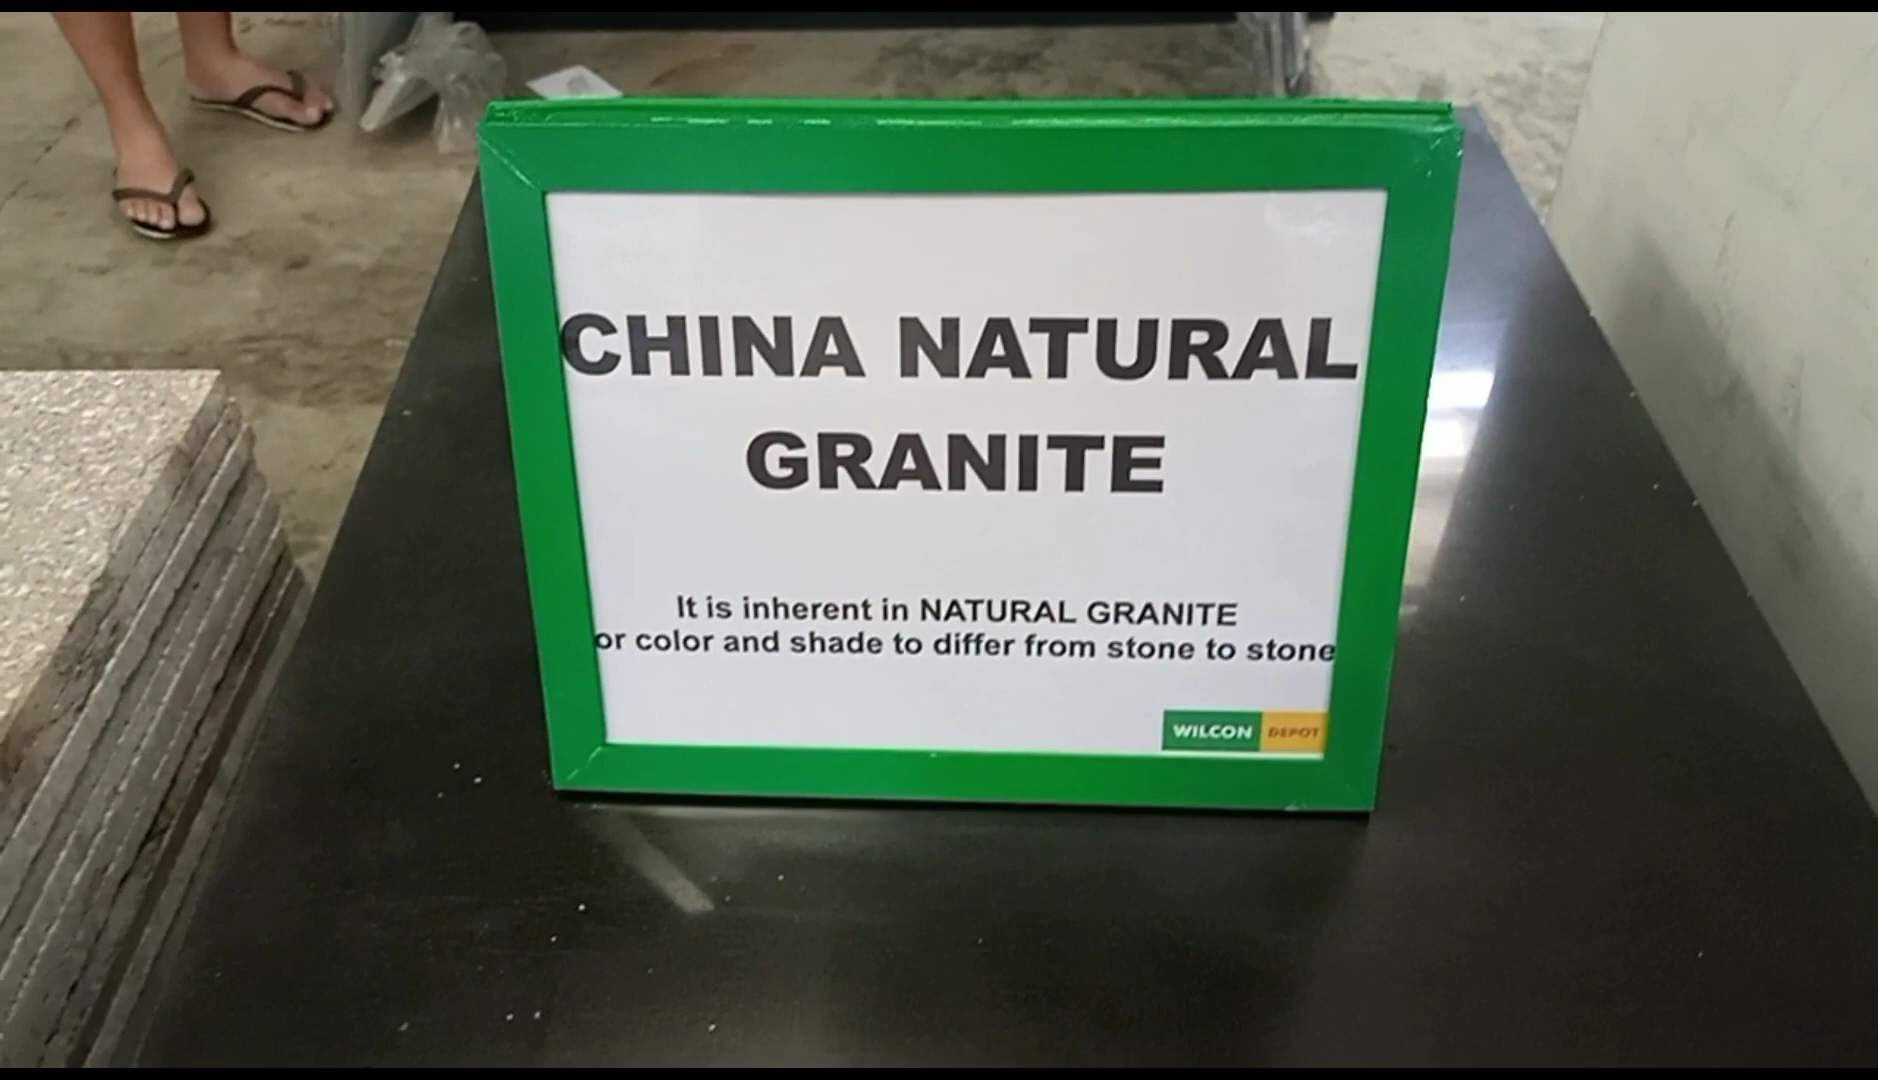 CHINA NATURAL
GRANITE
It is inherent in NATURAL GRANITE
or color and shade to differ from stone to stone
WILCON DEPOT